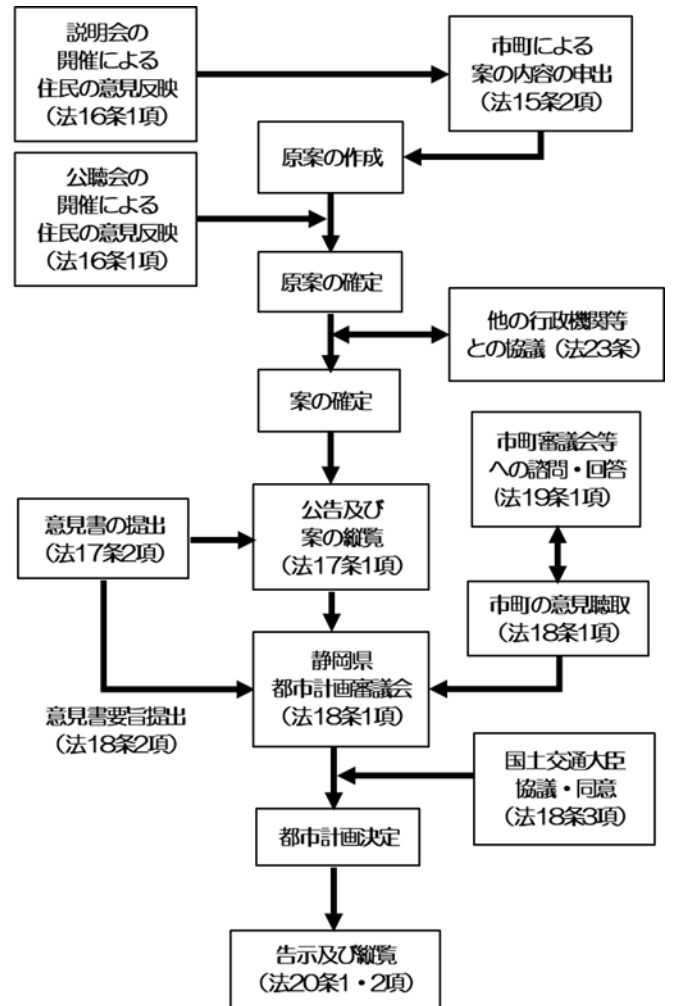 説明会の
開催による
住民の意見反映
（法16条1項）
市町による
案の内容の申出
（法15条2項）
原案の作成
公聴会の
開催による
住民の意見反映
（法16条1項）
原案の確定
他の行政機関等
との協議（法23条）
案の確定
市町審議会等
への諮問・回答
（法19条1項）
意見書の提出
（法17条2項）
公告及び
案の縦覧
（法17条1項）
市町の意見聴取
（法18条1項）
静岡県
都市計画審議会
（法18条1項）
意見書要旨提出
（法18条2項）
国土交通大臣
協議・同意
（法18条3項）
都市計画決定
告示及び縦覧
（法20条1・2項）